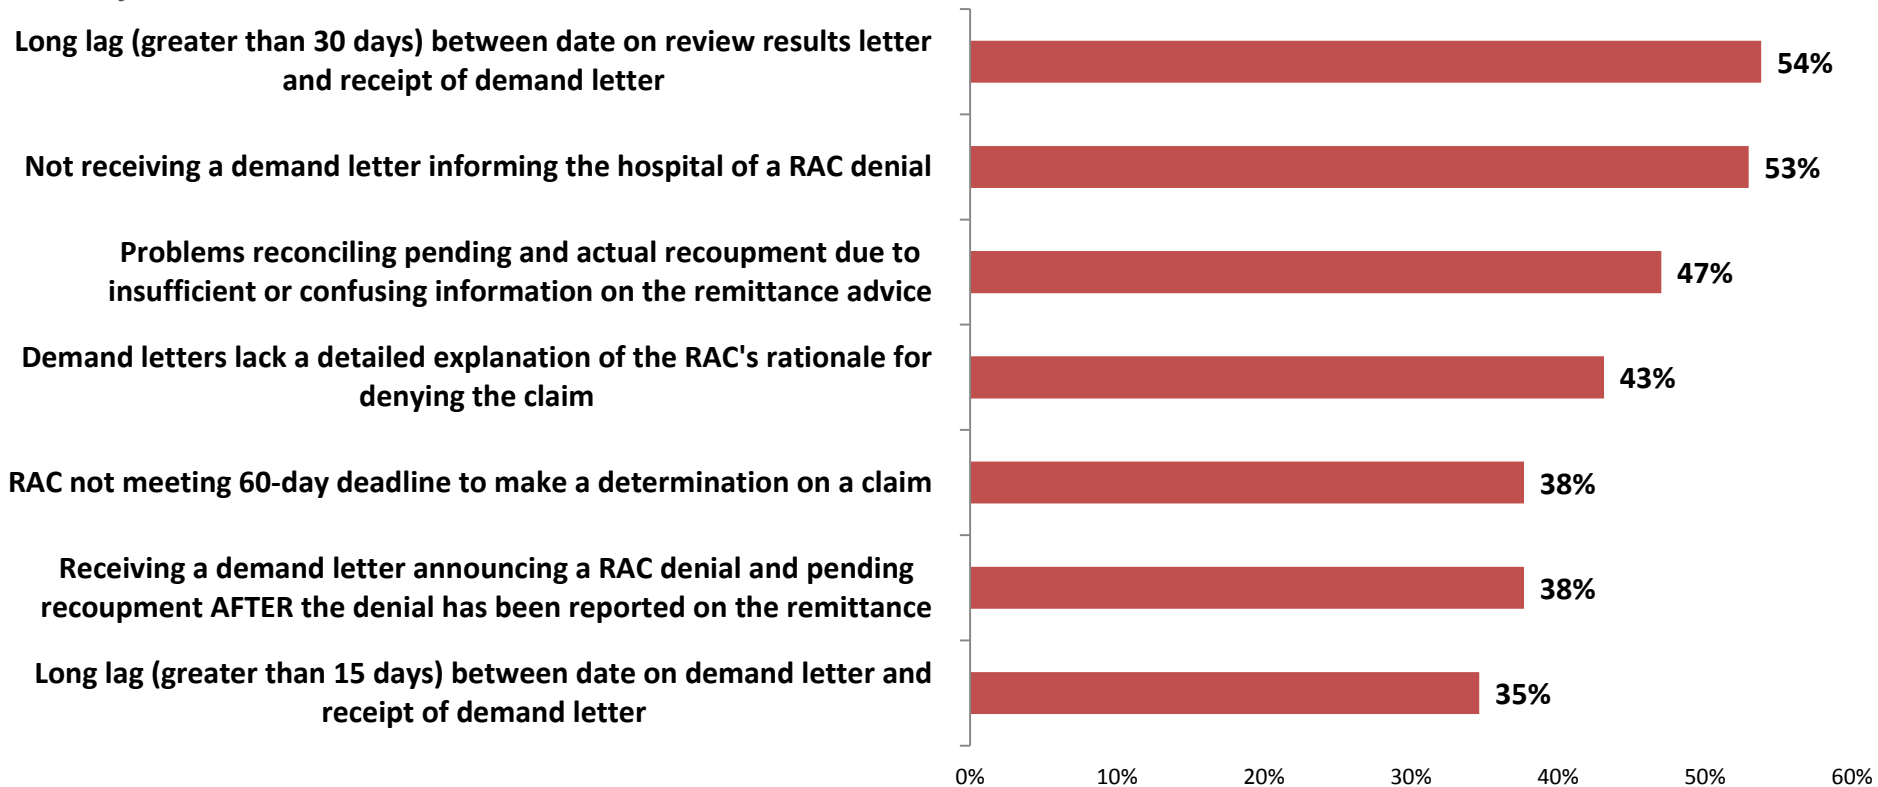 Long lag (greater than 30 days) between date on review results letter
and receipt of demand letter
54%
Not receiving a demand letter informing the hospital of a RAC denial
53%
Problems reconciling pending and actual recoupment due to
insufficient or confusing information on the remittance advice
47%
Demand letters lack a detailed explanation of the RAC's rationale for
denying the claim
43%
RAC not meeting 60-day deadline to make a determination on a claim
38%
Receiving a demand letter announcing a RAC denial and pending
recoupment AFTER the denial has been reported on the remittance
38%
Long lag (greater than 15 days) between date on demand letter and
receipt of demand letter
35%
0% 10% 20% 30% 40% 50% 60%